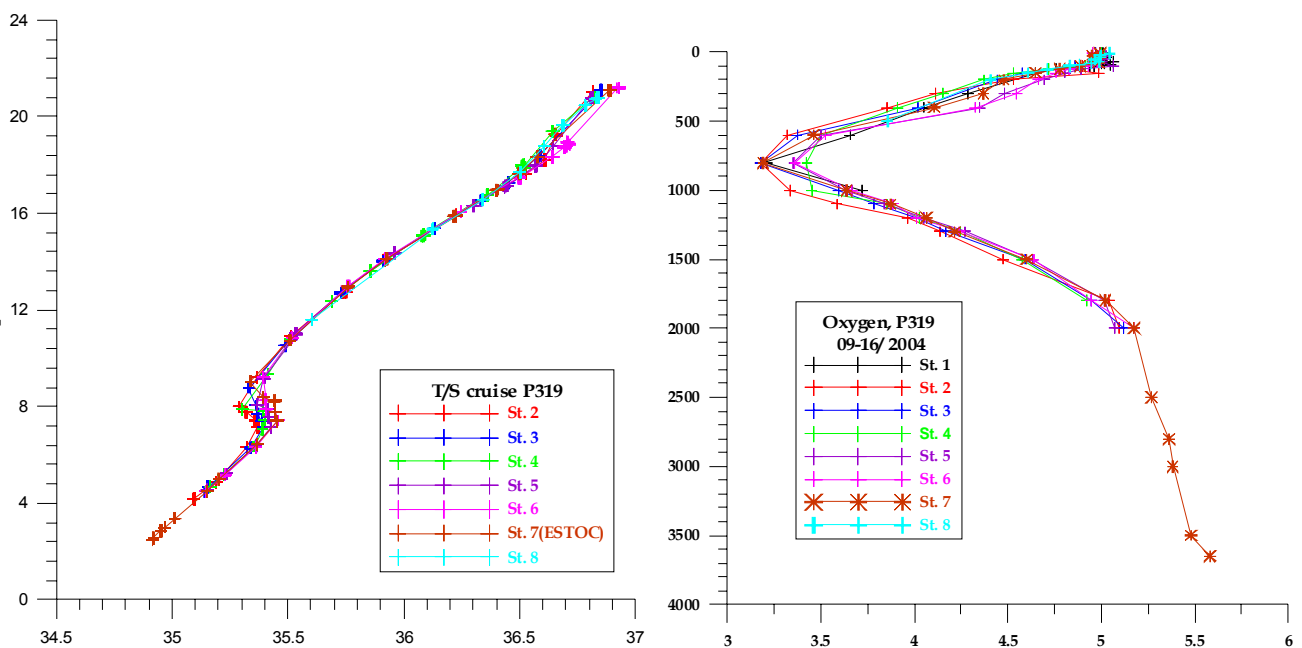 24
20
16
12
8
4
0
34.5 35 35.5 36 36.5 37
T/S cruise P319
St. 2
St. 3
St. 4
St. 5
St. 6
St. 7(ESTOC)
St. 8
0
500
1000
1500
2000
2500
3000
3500
4000
3 3.5 4 4.5 5 5.5 6
Oxygen, P319
09-16/ 2004
St. 1
St. 2
St. 3
St. 4
St. 5
St. 6
St. 7
St. 8